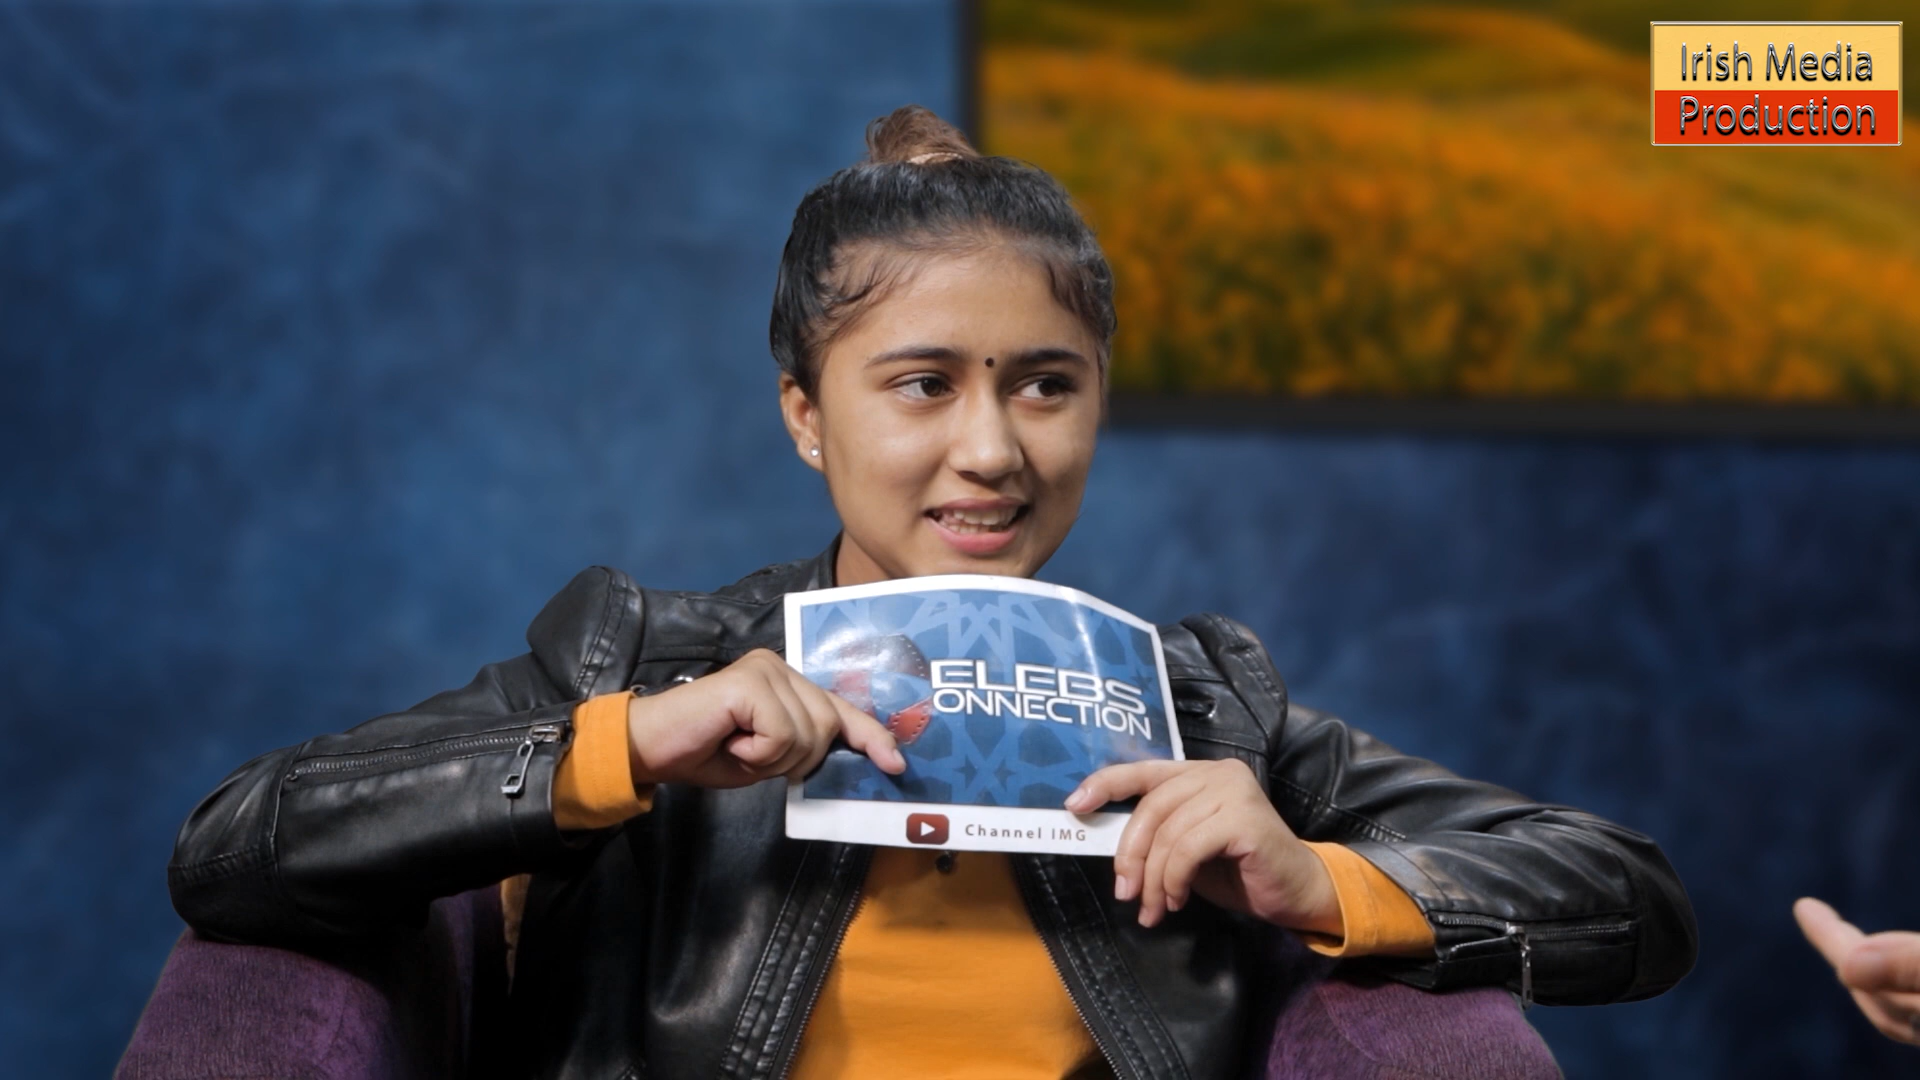 Irish Media
Production
ELEBS
ONNECTION
Channel IMG